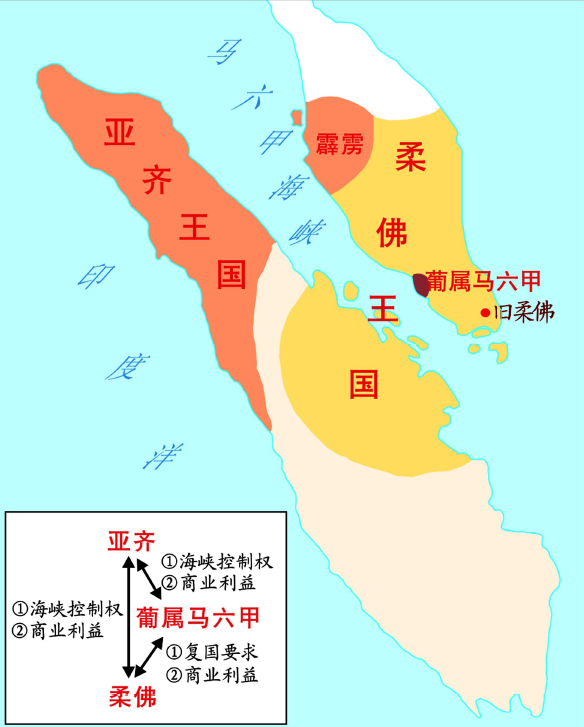 马六甲海峡
亚齐王国
霹雳
柔佛王国
葡属马六甲
旧柔佛
印度洋
亚齐
①海峡控制权
②商业利益
①海峡控制权
②商业利益
葡属马六甲
①复国要求
②商业利益
柔佛